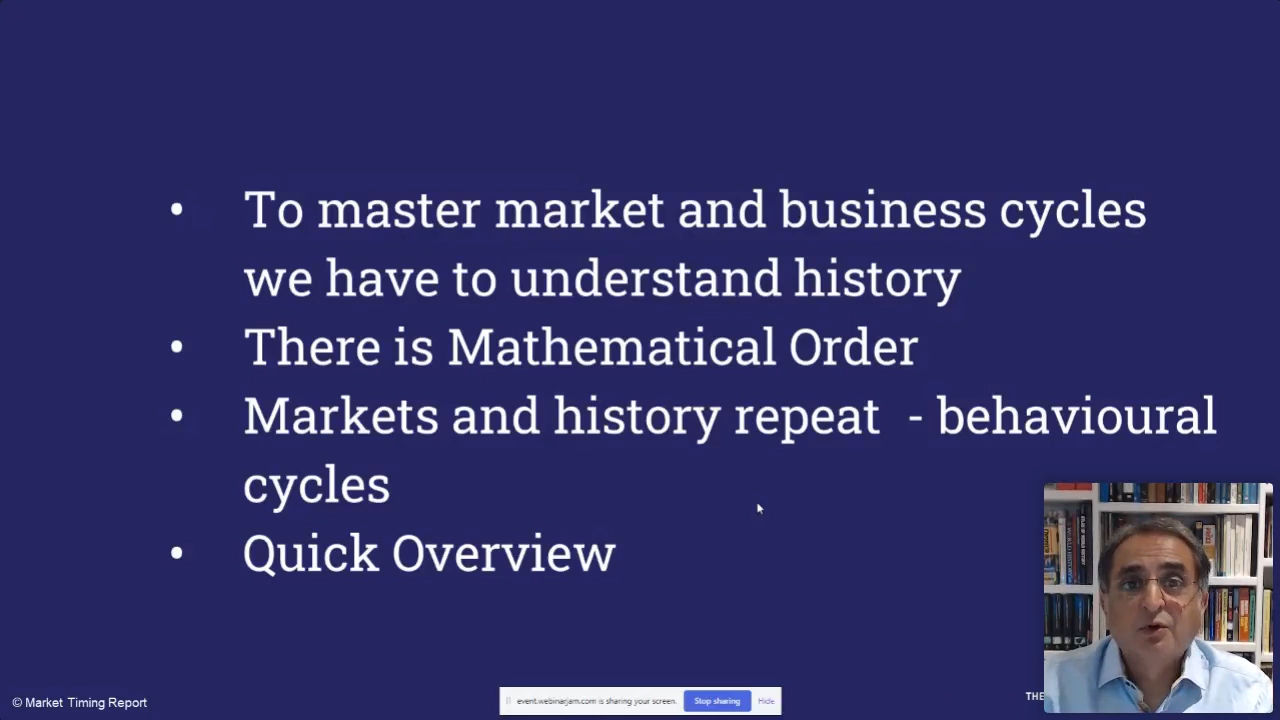 • To master market and business cycles
we have to understand history
• There is Mathematical Order
• Markets and history repeat - behavioural
cycles
• Quick Overview
© Market Timing Report
event.webinarjam.com is sharing your screen. Stop sharing Hide
THE